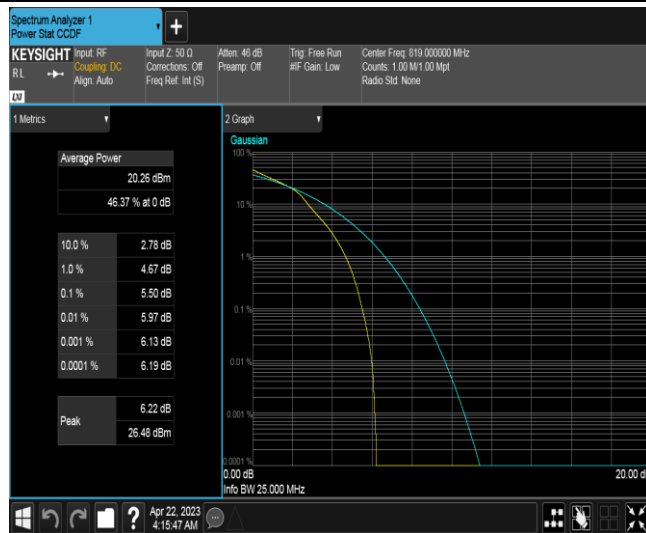 Spectrum Analyzer 1
Power Stat CCDF
KEYSIGHT
RL
Input: RF
Coupling: DC
Align: Auto
Input Z: 50 Ω
Corrections: Off
Freq Ref: Int (S)
Atten: 46 dB
Preamp: Off
Trig: Free Run
#IF Gain: Low
Center Freq: 819.000000 MHz
Counts: 1.00 M/1.00 Mpt
Radio Std: None
1 Metrics
Average Power
20.26 dBm
46.37 % at 0 dB
10.0 % 2.78 dB
1.0 % 4.67 dB
0.1 % 5.50 dB
0.01 % 5.97 dB
0.001 % 6.13 dB
0.0001 % 6.19 dB
Peak
6.22 dB
26.48 dBm
2 Graph
Gaussian
100 %
10 %
1 %
0.1 %
0.01 %
0.001 %
0.0001 %
0.00 dB
20.00 d
Info BW 25.000 MHz
Apr 22, 2023
4:15:47 AM